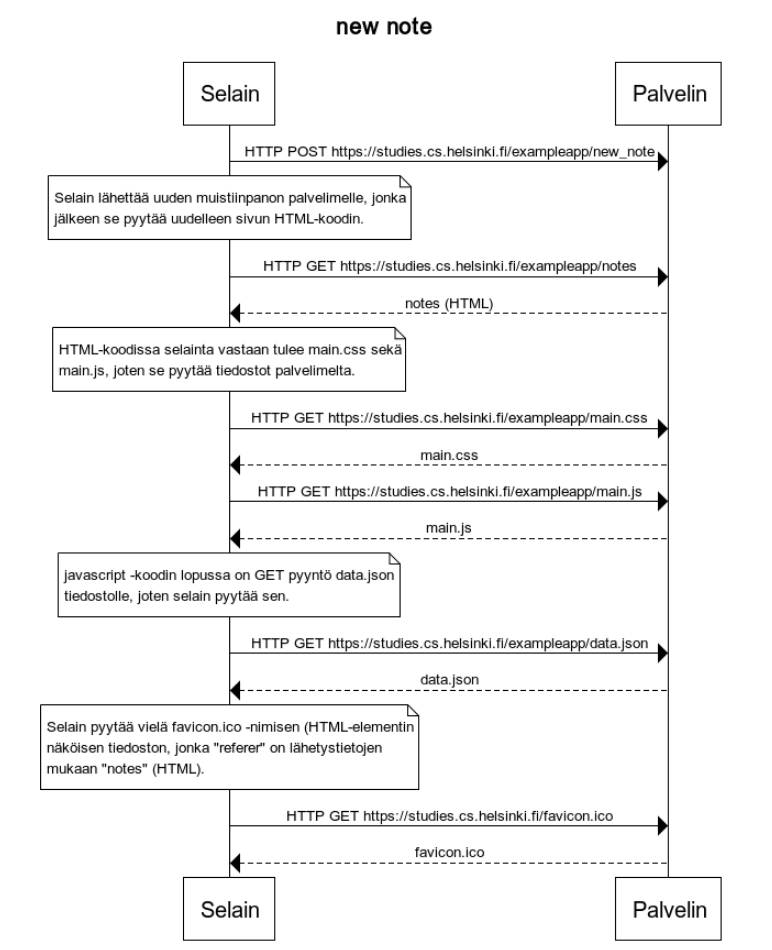 new note
Selain
Palvelin
HTTP POST https://studies.cs.helsinki.fi/exampleapp/new_note
Selain lähettää uuden muistiinpanon palvelimelle, jonka
jälkeen se pyytää uudelleen sivun HTML-koodin.
HTTP GET https://studies.cs.helsinki.fi/exampleapp/notes
notes (HTML)
HTML-koodissa selainta vastaan tulee main.css sekä
main.js, joten se pyytää tiedostot palvelimelta.
HTTP GET https://studies.cs.helsinki.fi/exampleapp/main.css
main.css
HTTP GET https://studies.cs.helsinki.fi/exampleapp/main.js
main.js
javascript -koodin lopussa on GET pyyntö data.json
tiedostolle, joten selain pyytää sen.
HTTP GET https://studies.cs.helsinki.fi/exampleapp/data.json
data.json
Selain pyytää vielä favicon.ico -nimisen (HTML-elementin
näköisen tiedoston, jonka "referer" on lähetystietojen
mukaan "notes" (HTML).
HTTP GET https://studies.cs.helsinki.fi/favicon.ico
favicon.ico
Selain
Palvelin